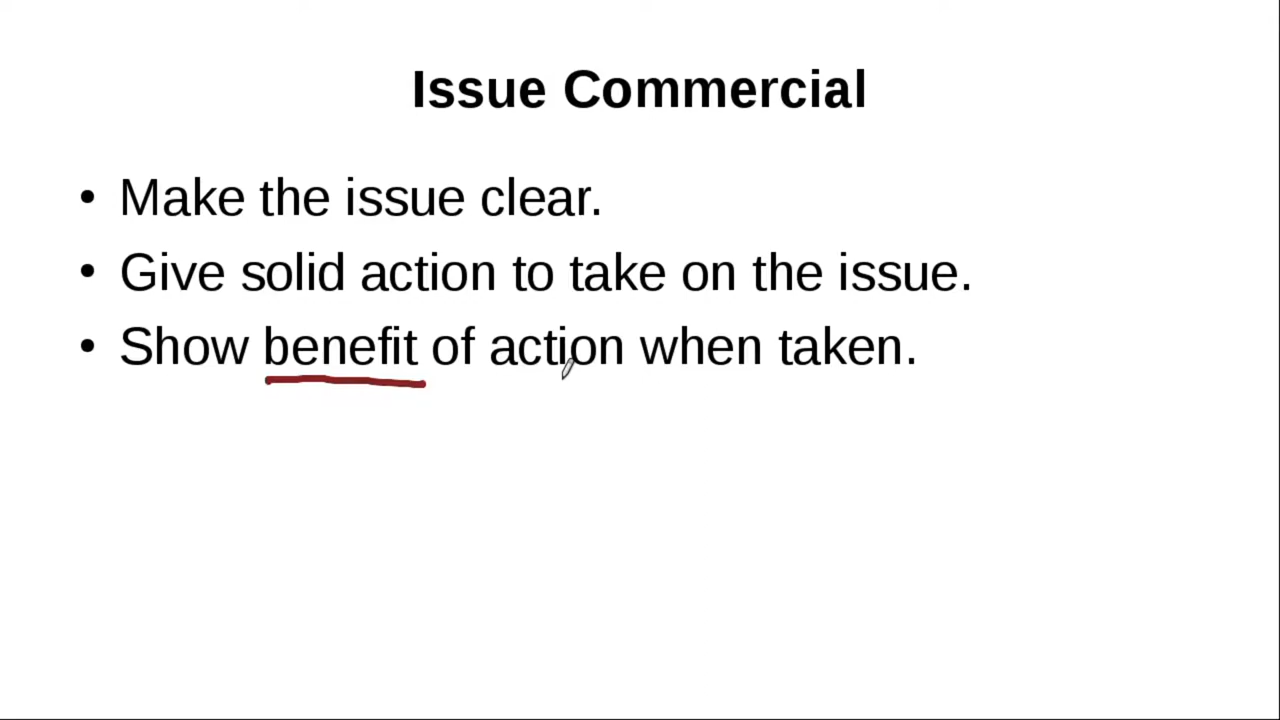 Issue Commercial
• Make the issue clear.
• Give solid action to take on the issue.
• Show benefit of action when taken.